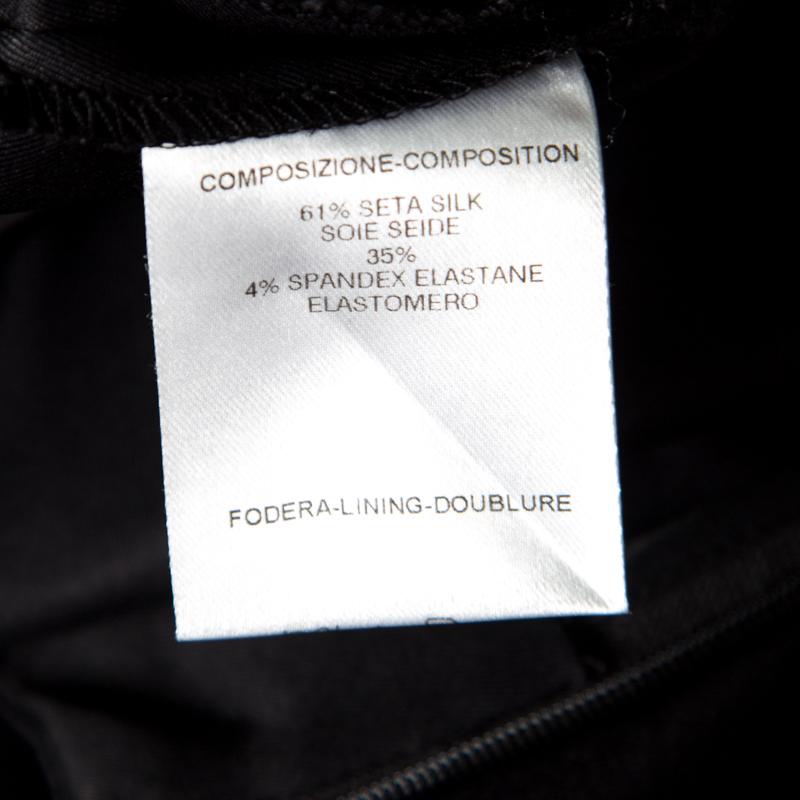 COMPOSIZIONE-COMPOSITION
61% SETA SILK
SOIE SEIDE
35%
4% SPANDEX ELASTANE
ELASTOMERO
FODERA-LINING-DOUBLURE